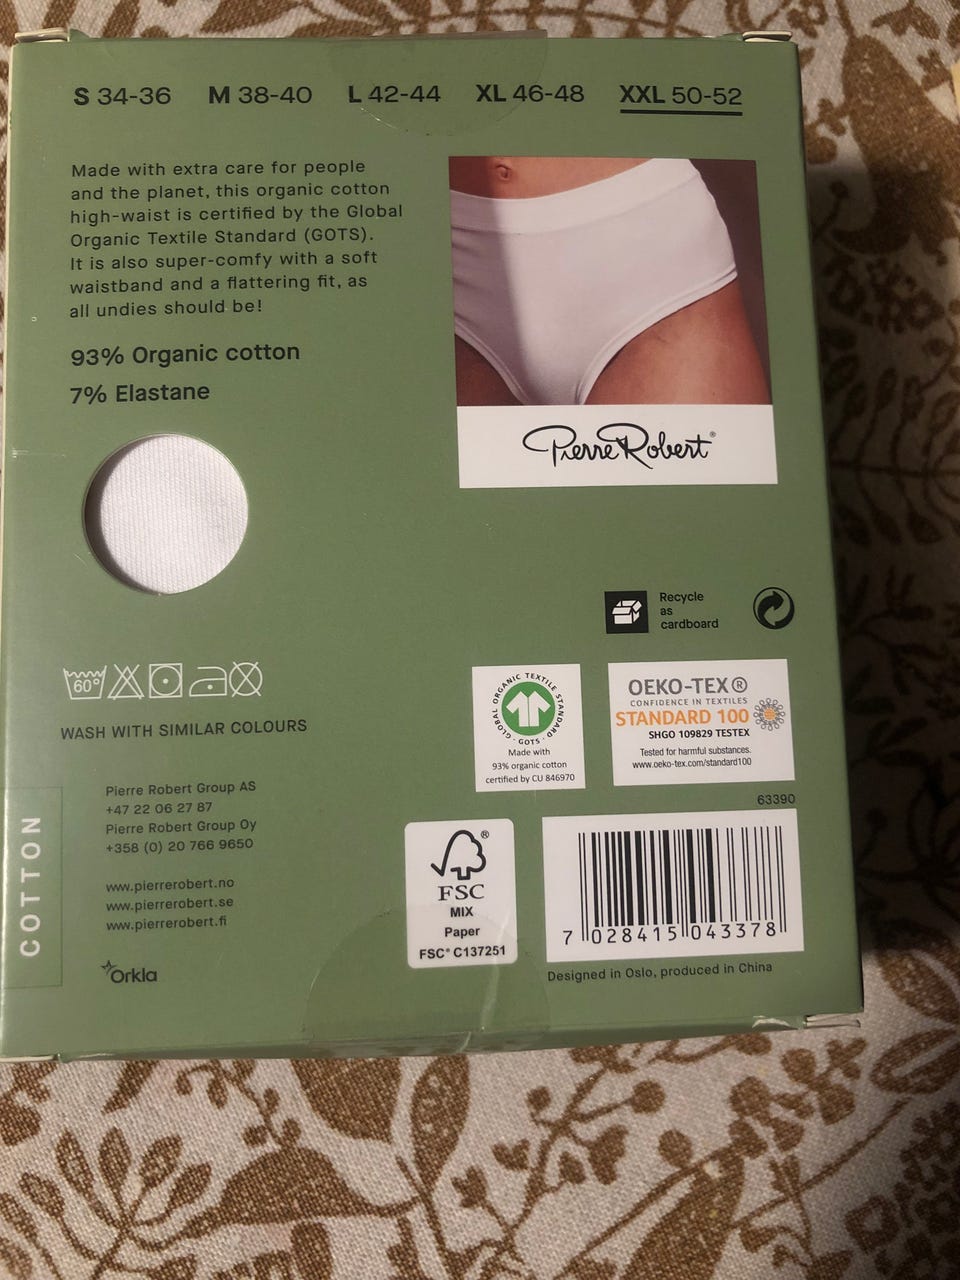 S 34-36 M 38-40 L 42-44 XL 46-48 XXL 50-52
Made with extra care for people
and the planet, this organic cotton
high-waist is certified by the Global
Organic Textile Standard (GOTS).
It is also super-comfy with a soft
waistband and a flattering fit, as
all undies should be!
93% Organic cotton
7% Elastane
Pierre Robert®
Recycle
as
cardboard
60°
WASH WITH SIMILAR COLOURS
GLOBAL ORGANIC TEXTILE STANDARD
· GOTS ·
Made with
93% organic cotton
certified by CU 846970
OEKO-TEX®
CONFIDENCE IN TEXTILES
STANDARD 100
SHGO 109829 TESTEX
Tested for harmful substances.
www.oeko-tex.com/standard100
Pierre Robert Group AS
+47 22 06 27 87
Pierre Robert Group Oy
+358 (0) 20 766 9650
www.pierrerobert.no
www.pierrerobert.se
www.pierrerobert.fi
Orkla
COTTON
®
FSC
MIX
Paper
FSC® C137251
63390
7 028415 043378
Designed in Oslo, produced in China